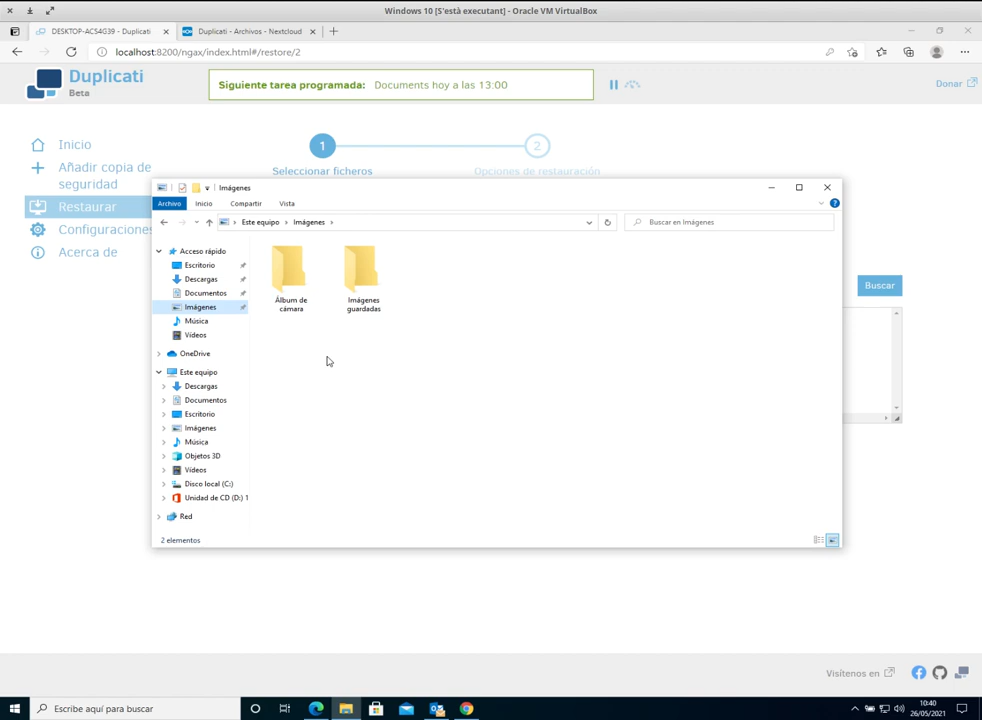 Windows 10 [S'està executant] - Oracle VM VirtualBox
DESKTOP-ACS4G39 - Duplicati
Duplicati - Archivos - Nextcloud
localhost:8200/ngax/index.html#/restore/2
Duplicati
Beta
Siguiente tarea programada: Documents hoy a las 13:00
Donar
Inicio
Añadir copia de
seguridad
Restaurar
Configuraciones
Acerca de
1
2
Seleccionar ficheros
Opciones de restauración
Buscar
Imágenes
Archivo
Inicio
Compartir
Vista
Este equipo
Imágenes
Buscar en Imágenes
Acceso rápido
Escritorio
Descargas
Documentos
Imágenes
Música
Vídeos
OneDrive
Este equipo
Descargas
Documentos
Escritorio
Imágenes
Música
Objetos 3D
Vídeos
Disco local (C:)
Unidad de CD (D:) 1
Red
Álbum de
cámara
Imágenes
guardadas
2 elementos
Visítenos en
Escribe aquí para buscar
10:40
26/05/2021